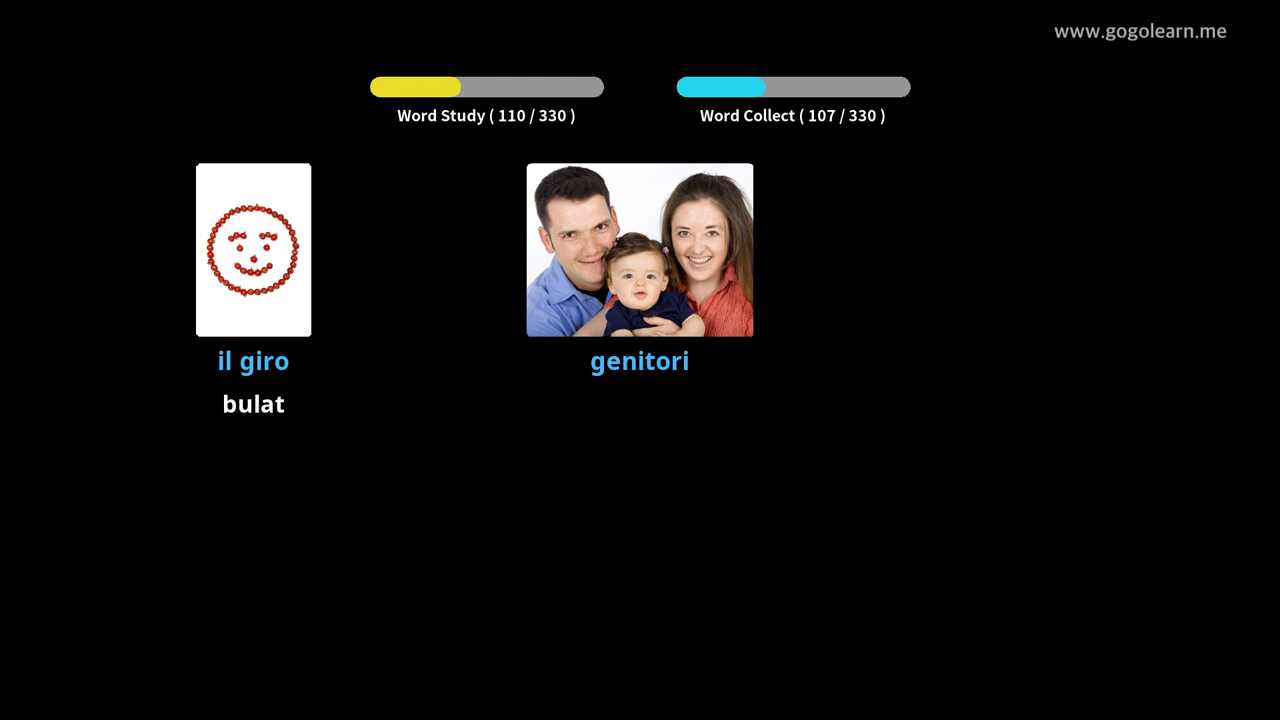 www.gogolearn.me
Word Study ( 110 / 330 )
Word Collect ( 107 / 330 )
il giro
genitori
bulat